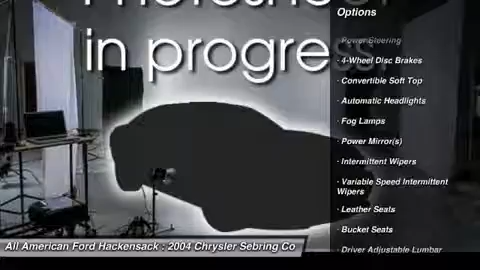 Photoshoot
in progress.
Options
· Power Steering
· 4-Wheel Disc Brakes
· Convertible Soft Top
· Automatic Headlights
· Fog Lamps
· Power Mirror(s)
· Intermittent Wipers
· Variable Speed Intermittent
Wipers
· Leather Seats
· Bucket Seats
· Driver Adjustable Lumbar
All American Ford Hackensack : 2004 Chrysler Sebring Co